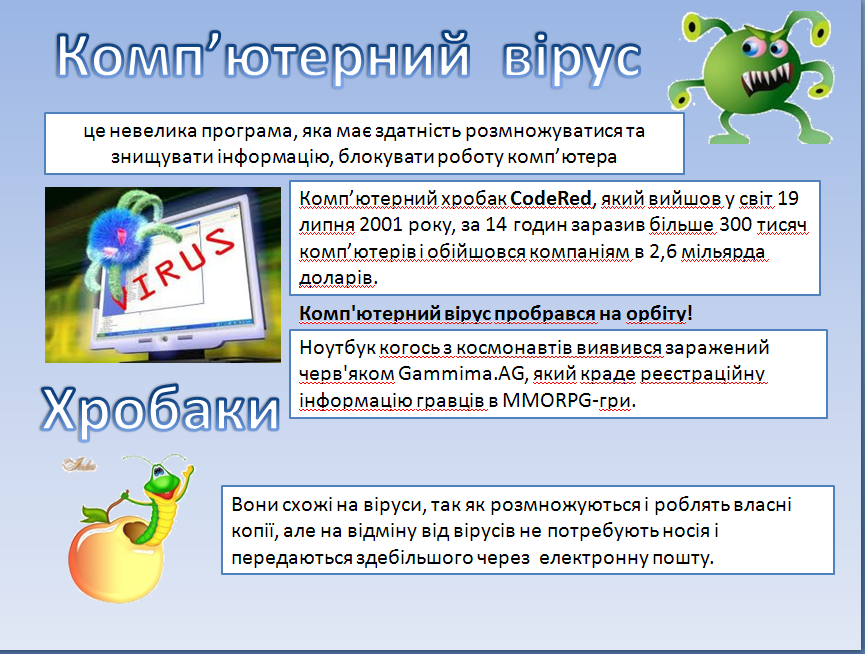 Комп’ютерний вірус
це невелика програма, яка має здатність розмножуватися та
знищувати інформацію, блокувати роботу комп’ютера
VIRUS
Комп’ютерний хробак CodeRed, який вийшов у світ 19
липня 2001 року, за 14 годин заразив більше 300 тисяч
комп’ютерів і обійшовся компаніям в 2,6 мільярда
доларів.
Комп'ютерний вірус пробрався на орбіту!
Ноутбук когось з космонавтів виявився заражений
черв'яком Gammima.AG, який краде реєстраційну
інформацію гравців в MMORPG-гри.
Хробаки
Вони схожі на віруси, так як розмножуються і роблять власні
копії, але на відміну від вірусів не потребують носія і
передаються здебільшого через  електронну пошту.